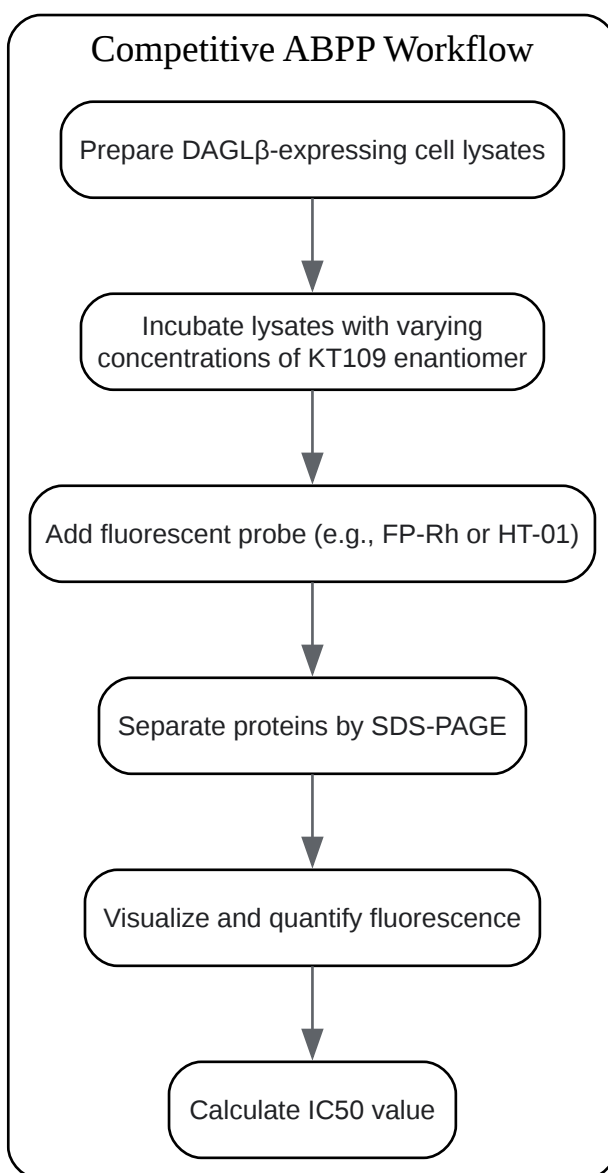 Competitive ABPP Workflow
Prepare DAGLβ-expressing cell lysates
Incubate lysates with varying
concentrations of KT109 enantiomer
Add fluorescent probe (e.g., FP-Rh or HT-01)
Separate proteins by SDS-PAGE
Visualize and quantify fluorescence
Calculate IC50 value